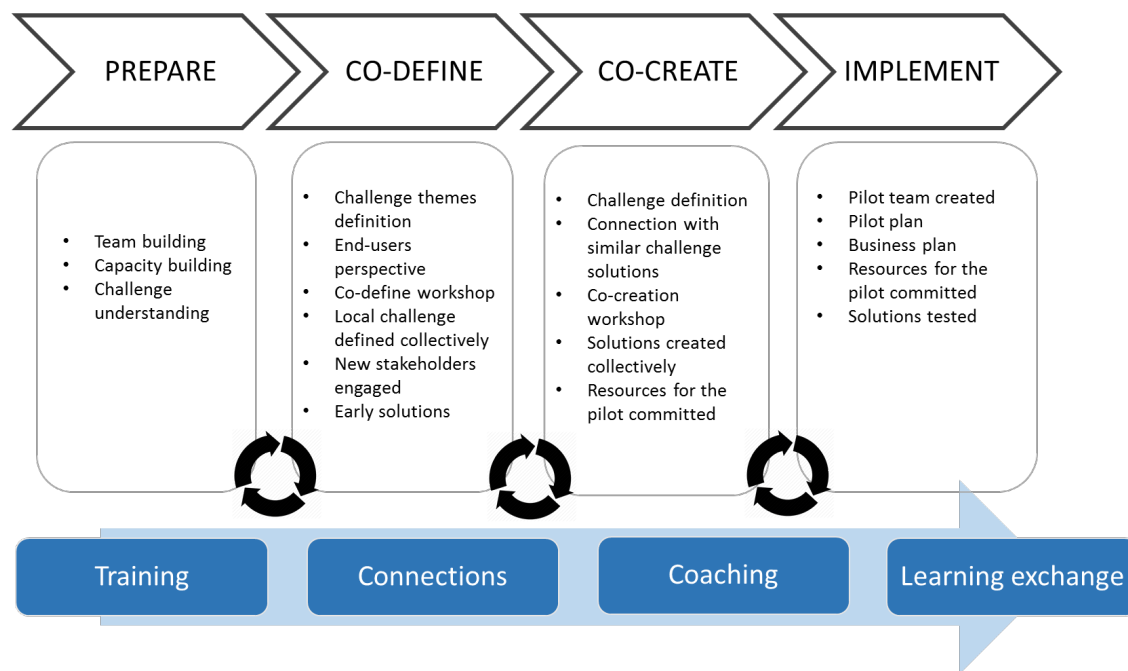 PREPARE
CO-DEFINE
CO-CREATE
IMPLEMENT
• Team building
• Capacity building
• Challenge
understanding
• Challenge themes
definition
• End-users
perspective
• Co-define workshop
• Local challenge
defined collectively
• New stakeholders
engaged
• Early solutions
• Challenge definition
• Connection with
similar challenge
solutions
• Co-creation
workshop
• Solutions created
collectively
• Resources for the
pilot committed
• Pilot team created
• Pilot plan
• Business plan
• Resources for the
pilot committed
• Solutions tested
Training
Connections
Coaching
Learning exchange